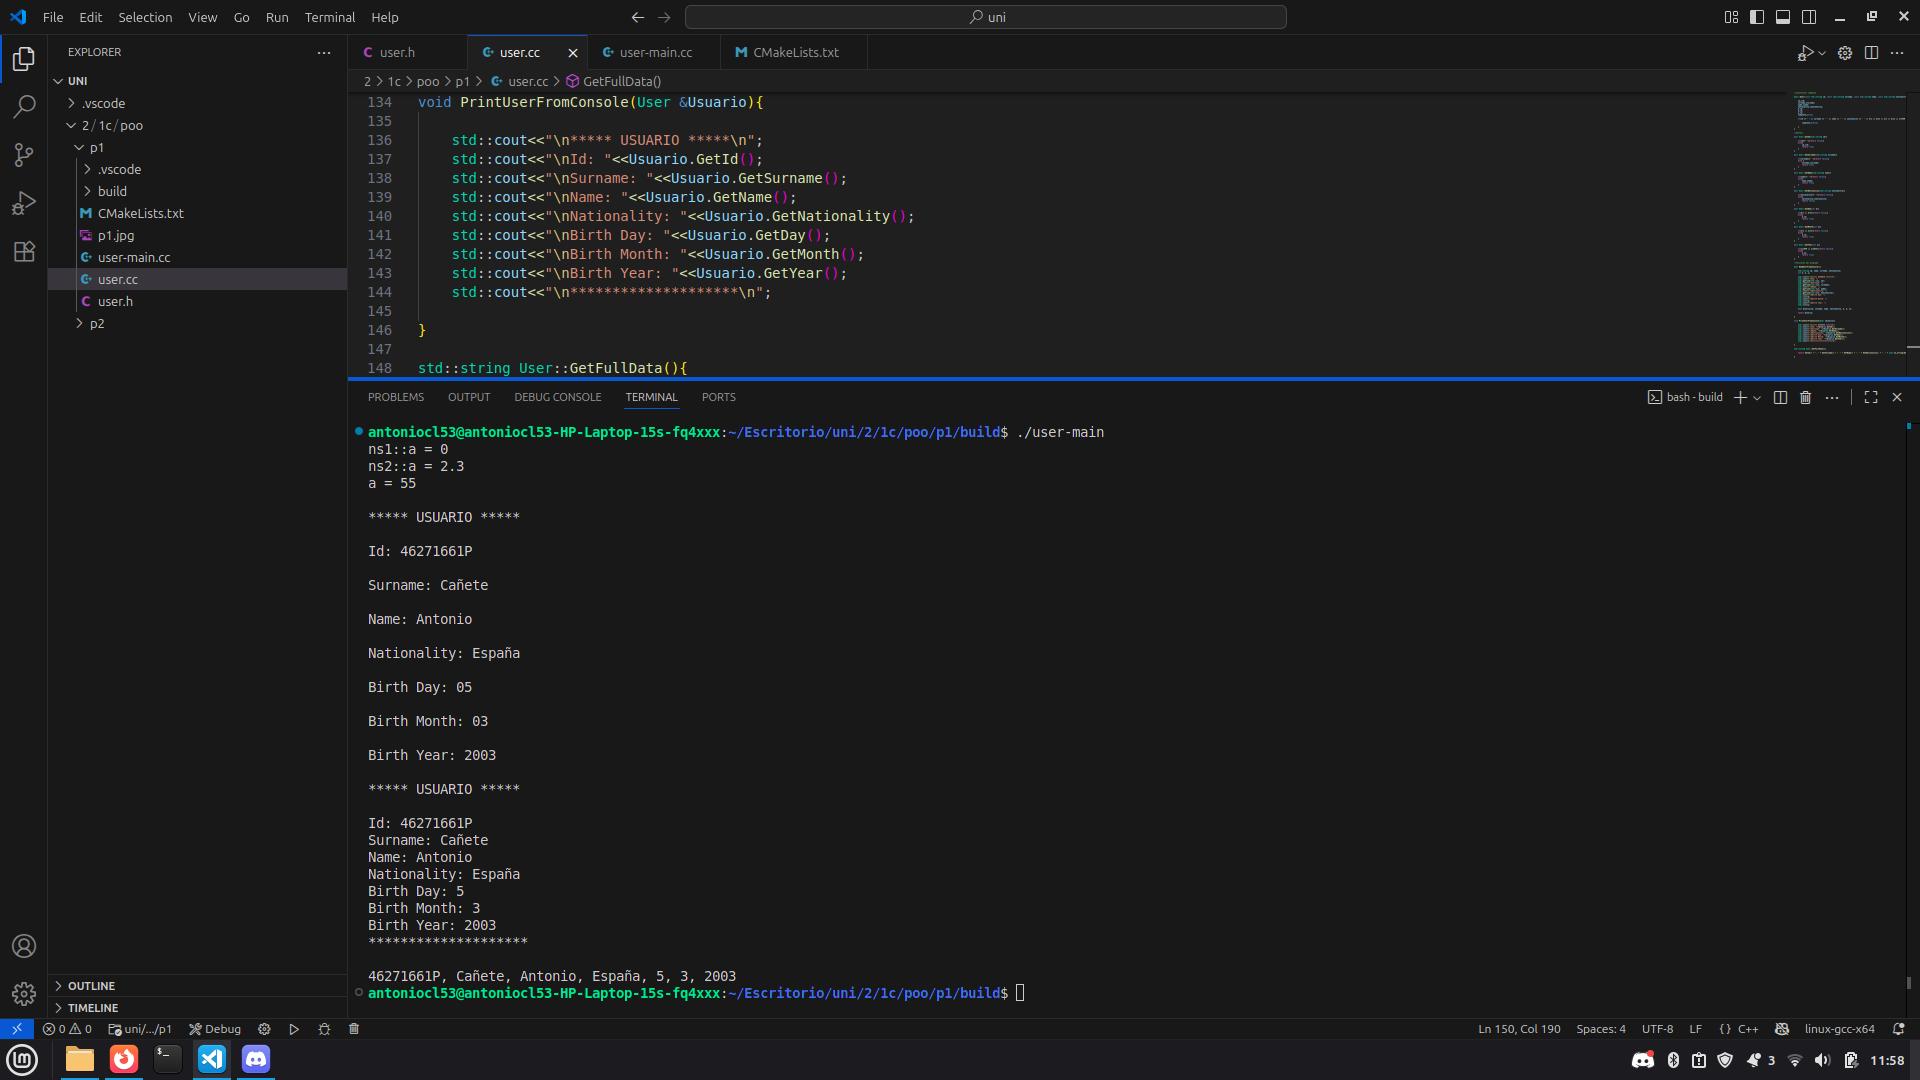 File Edit Selection View Go Run Terminal Help
uni
EXPLORER
UNI
.vscode
2 / 1c / poo
p1
.vscode
build
CMakeLists.txt
p1.jpg
user-main.cc
user.cc
user.h
p2
OUTLINE
TIMELINE
user.h
user.cc
user-main.cc
CMakeLists.txt
2 > 1c > poo > p1 > user.cc > GetFullData()
134 void PrintUserFromConsole(User &Usuario){
135
136 std::cout<<"\n***** USUARIO *****\n";
137 std::cout<<"\nId: "<<Usuario.GetId();
138 std::cout<<"\nSurname: "<<Usuario.GetSurname();
139 std::cout<<"\nName: "<<Usuario.GetName();
140 std::cout<<"\nNationality: "<<Usuario.GetNationality();
141 std::cout<<"\nBirth Day: "<<Usuario.GetDay();
142 std::cout<<"\nBirth Month: "<<Usuario.GetMonth();
143 std::cout<<"\nBirth Year: "<<Usuario.GetYear();
144 std::cout<<"\n********************\n";
145
146 }
147
148 std::string User::GetFullData(){
PROBLEMS OUTPUT DEBUG CONSOLE TERMINAL PORTS
bash - build
antoniocl53@antoniocl53-HP-Laptop-15s-fq4xxx:~/Escritorio/uni/2/1c/poo/p1/build$ ./user-main
ns1::a = 0
ns2::a = 2.3
a = 55
***** USUARIO *****
Id: 46271661P
Surname: Cañete
Name: Antonio
Nationality: España
Birth Day: 05
Birth Month: 03
Birth Year: 2003
***** USUARIO *****
Id: 46271661P
Surname: Cañete
Name: Antonio
Nationality: España
Birth Day: 5
Birth Month: 3
Birth Year: 2003
********************
46271661P, Cañete, Antonio, España, 5, 3, 2003
antoniocl53@antoniocl53-HP-Laptop-15s-fq4xxx:~/Escritorio/uni/2/1c/poo/p1/build$
0 0 uni/.../p1 Debug
Ln 150, Col 190 Spaces: 4 UTF-8 LF {} C++ linux-gcc-x64
3 11:58